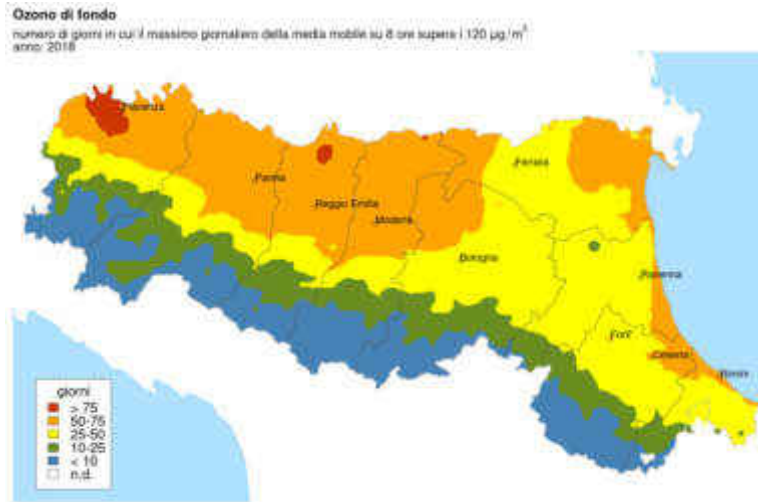 Ozono di fondo
numero di giorni in cui il massimo giornaliero della media mobile su 8 ore supera i 120 µg/m³
anno: 2018
Piacenza
Parma
Reggio Emilia
Modena
Ferrara
Bologna
Ravenna
Forlì
Cesena
Rimini
giorni
> 75
50-75
25-50
10-25
< 10
n.d.